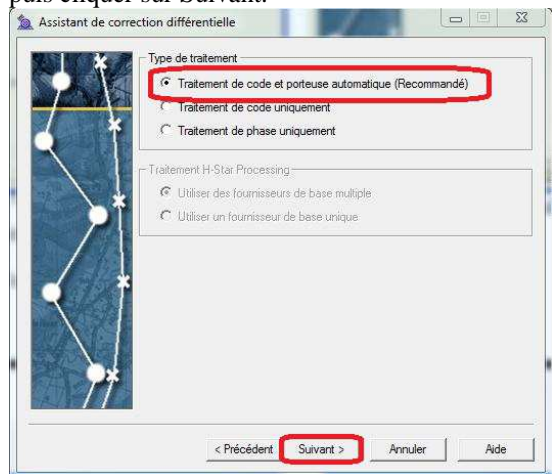 puis cliquer sur Suivant.
Assistant de correction différentielle
Type de traitement
Traitement de code et porteuse automatique (Recommandé)
Traitement de code uniquement
Traitement de phase uniquement
Traitement H-Star Processing
Utiliser des fournisseurs de base multiple
Utiliser un fournisseur de base unique
< Précédent Suivant > Annuler Aide